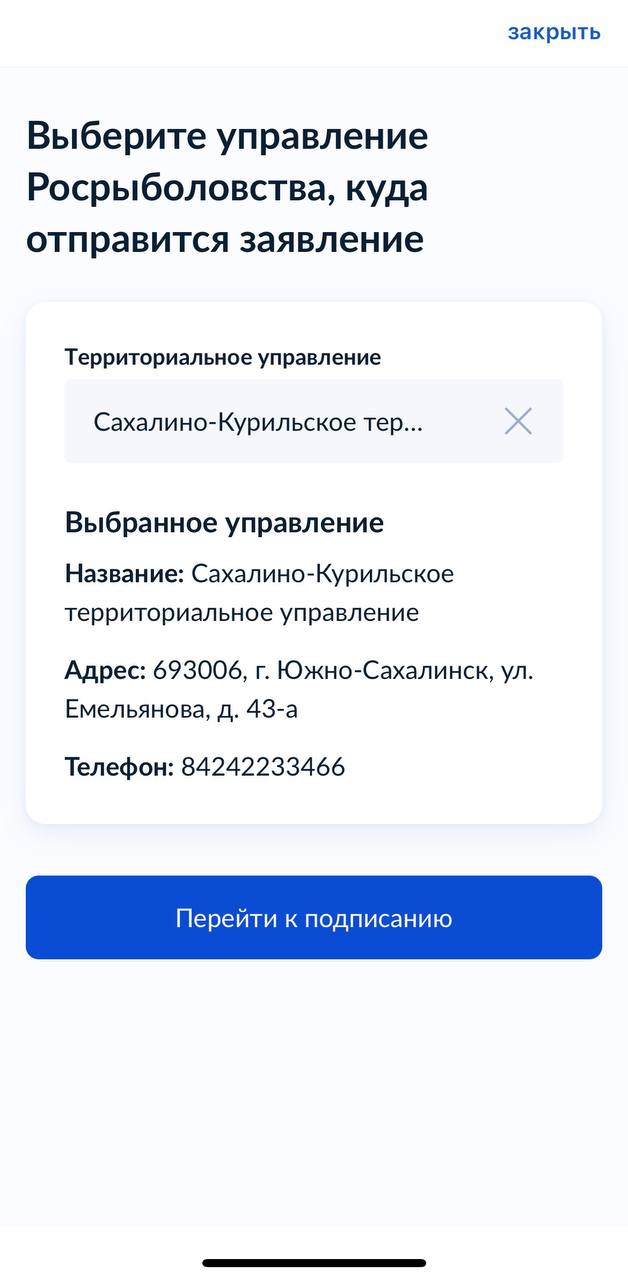 закрыть
Выберите управление
Росрыболовства, куда
отправится заявление
Территориальное управление
Сахалино-Курильское тер...
Выбранное управление
Название: Сахалино-Курильское
территориальное управление
Адрес: 693006, г. Южно-Сахалинск, ул.
Емельянова, д. 43-а
Телефон: 84242233466
Перейти к подписанию